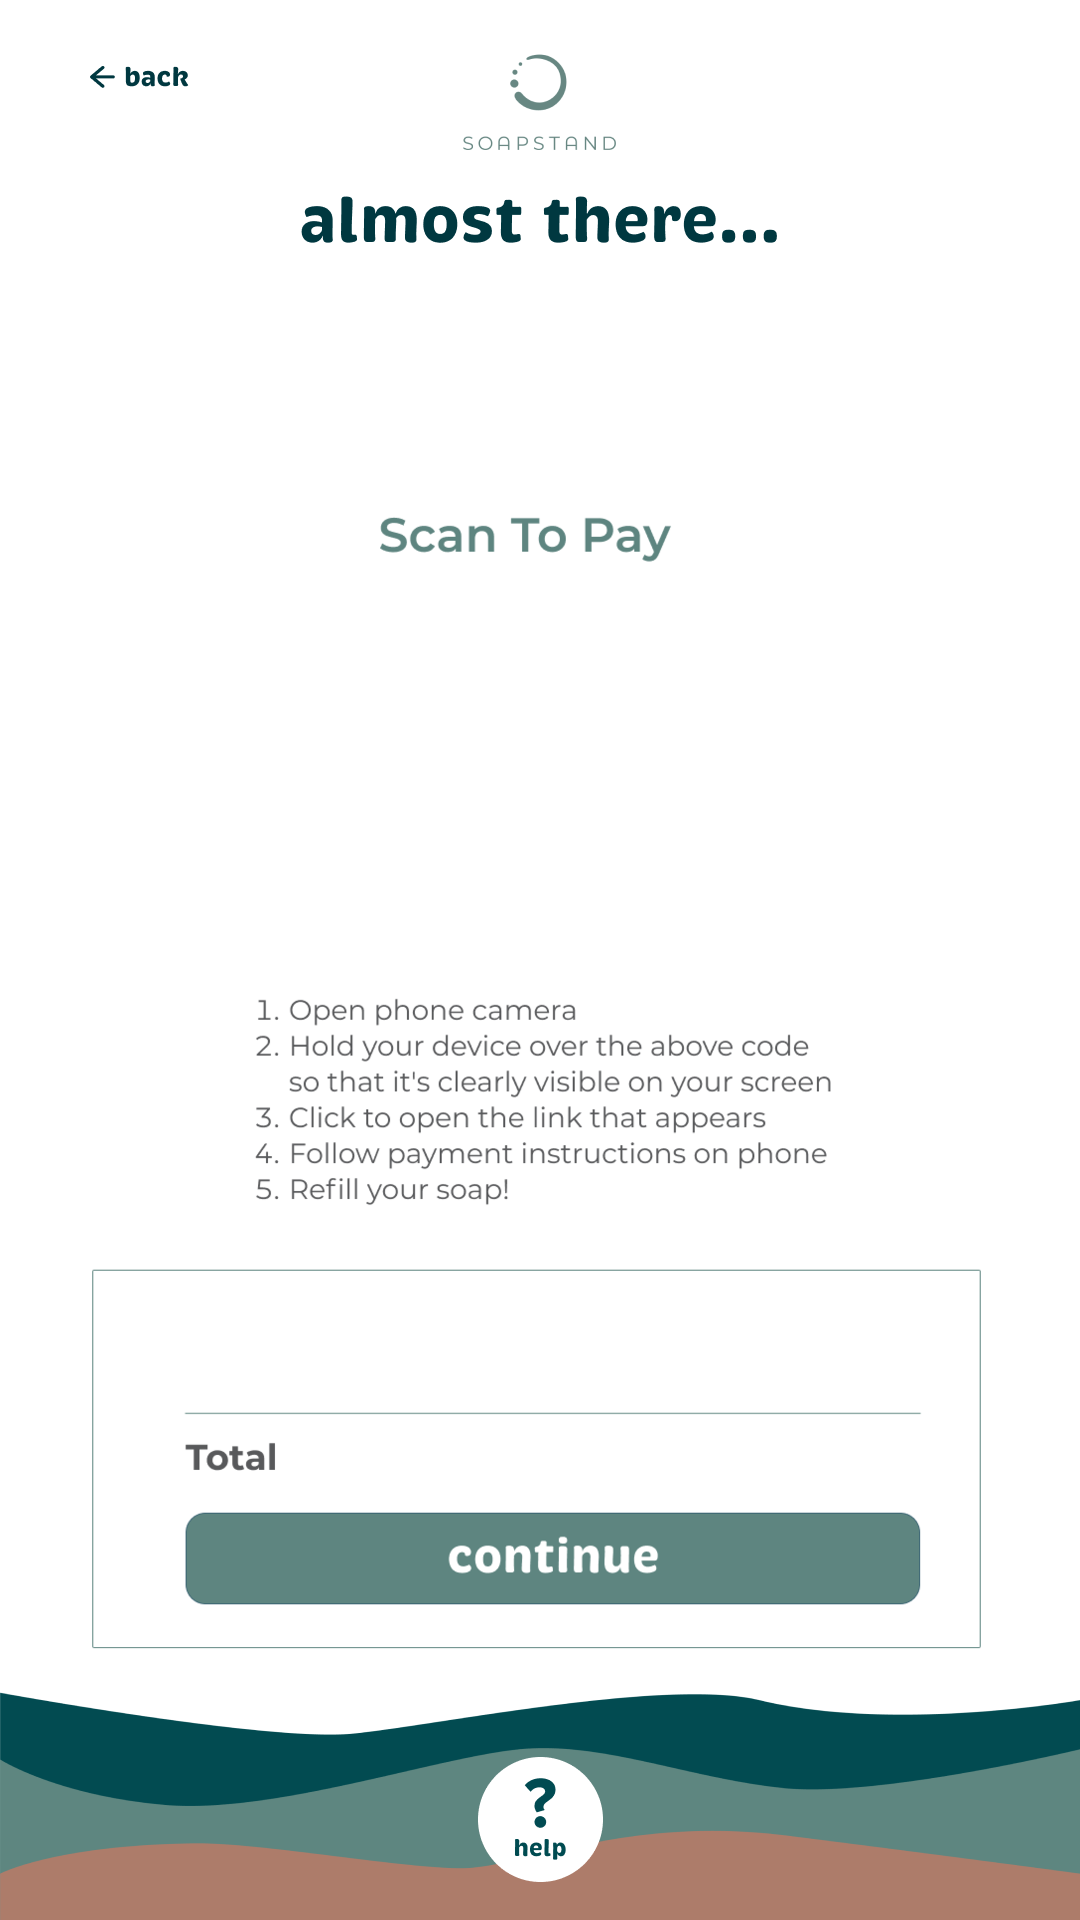 ← back
SOAPSTAND
almost there...
Scan To Pay
1. Open phone camera
2. Hold your device over the above code
so that it's clearly visible on your screen
3. Click to open the link that appears
4. Follow payment instructions on phone
5. Refill your soap!
Total
continue
?
help